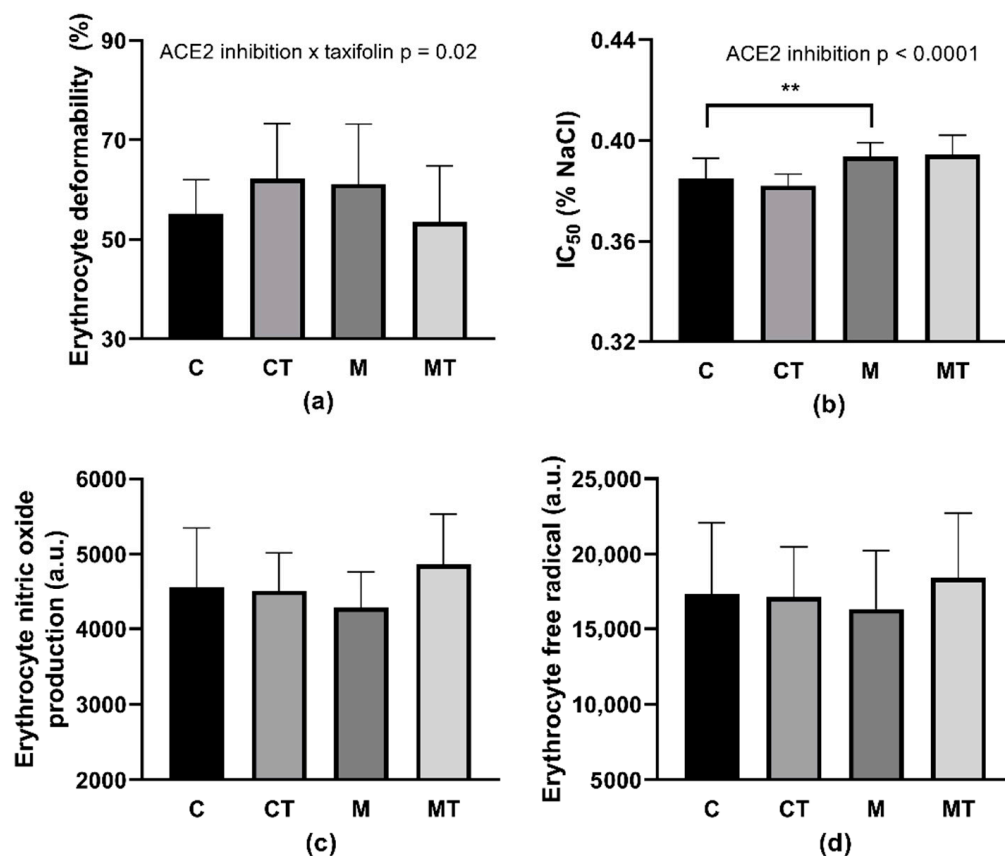 Erythrocyte deformability (%)
ACE2 inhibition x taxifolin p = 0.02
90
70
50
30
C CT M MT
(a)
IC50 (% NaCl)
ACE2 inhibition p < 0.0001
**
0.44
0.40
0.36
0.32
C CT M MT
(b)
Erythrocyte nitric oxide
production (a.u.)
6000
5000
4000
3000
2000
C CT M MT
(c)
Erythrocyte free radical (a.u.)
25,000
20,000
15,000
10,000
5000
C CT M MT
(d)